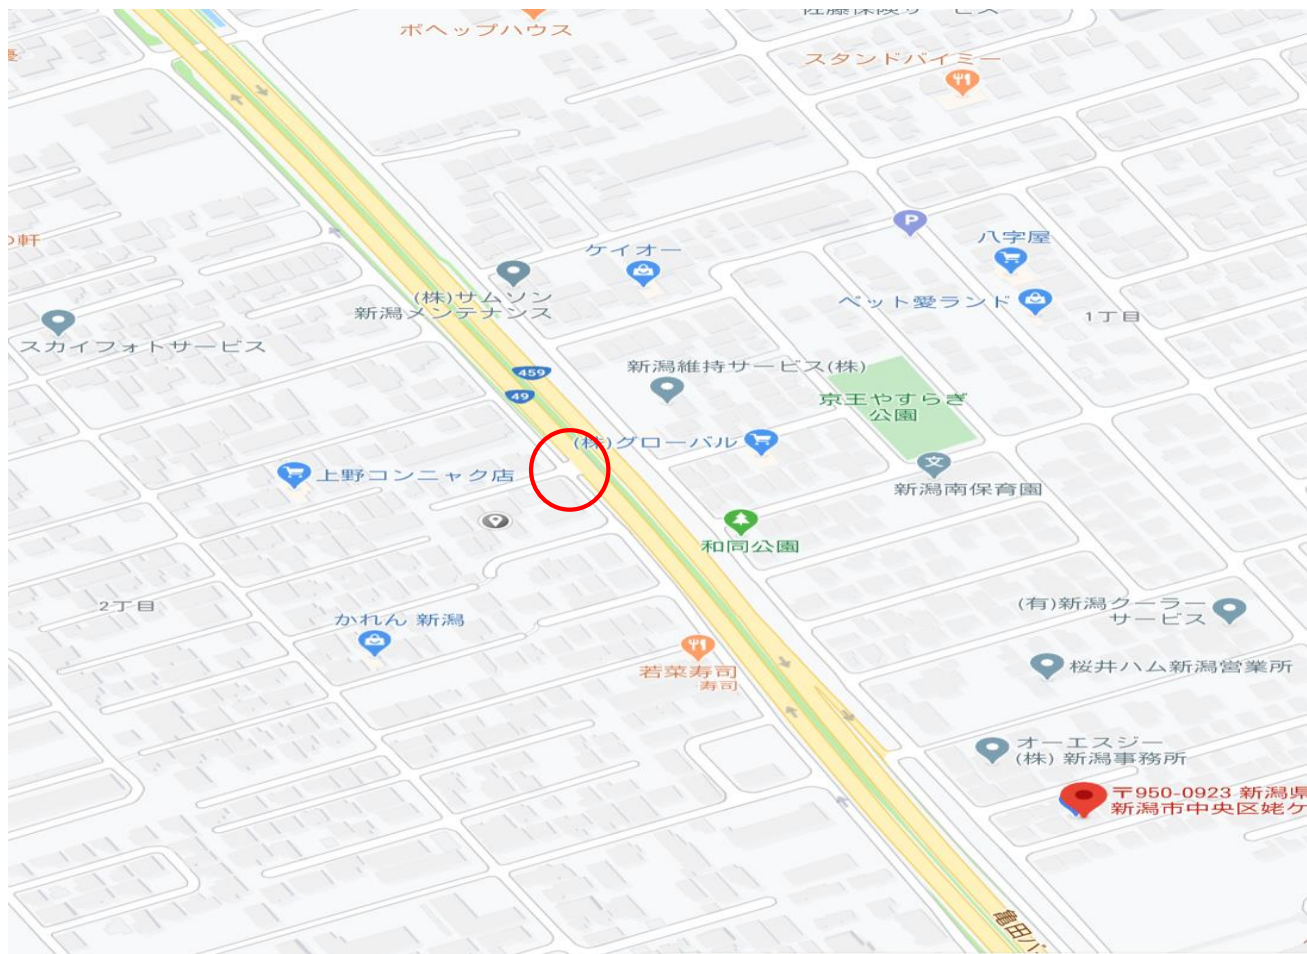 ボヘップハウス
スタンドバイミー
P
八字屋
ケイオー
(株)サムソン
新潟メンテナンス
ペット愛ランド
1丁目
スカイフォトサービス
459
新潟維持サービス(株)
49
京王やすらぎ
公園
(株)グローバル
上野コンニャク店
文
新潟南保育園
和同公園
2丁目
かれん 新潟
(有)新潟クーラー
サービス
若菜寿司
寿司
桜井ハム新潟営業所
オーエスジー
(株) 新潟事務所
〒950-0923 新潟県
新潟市中央区姥ケ
亀田バ